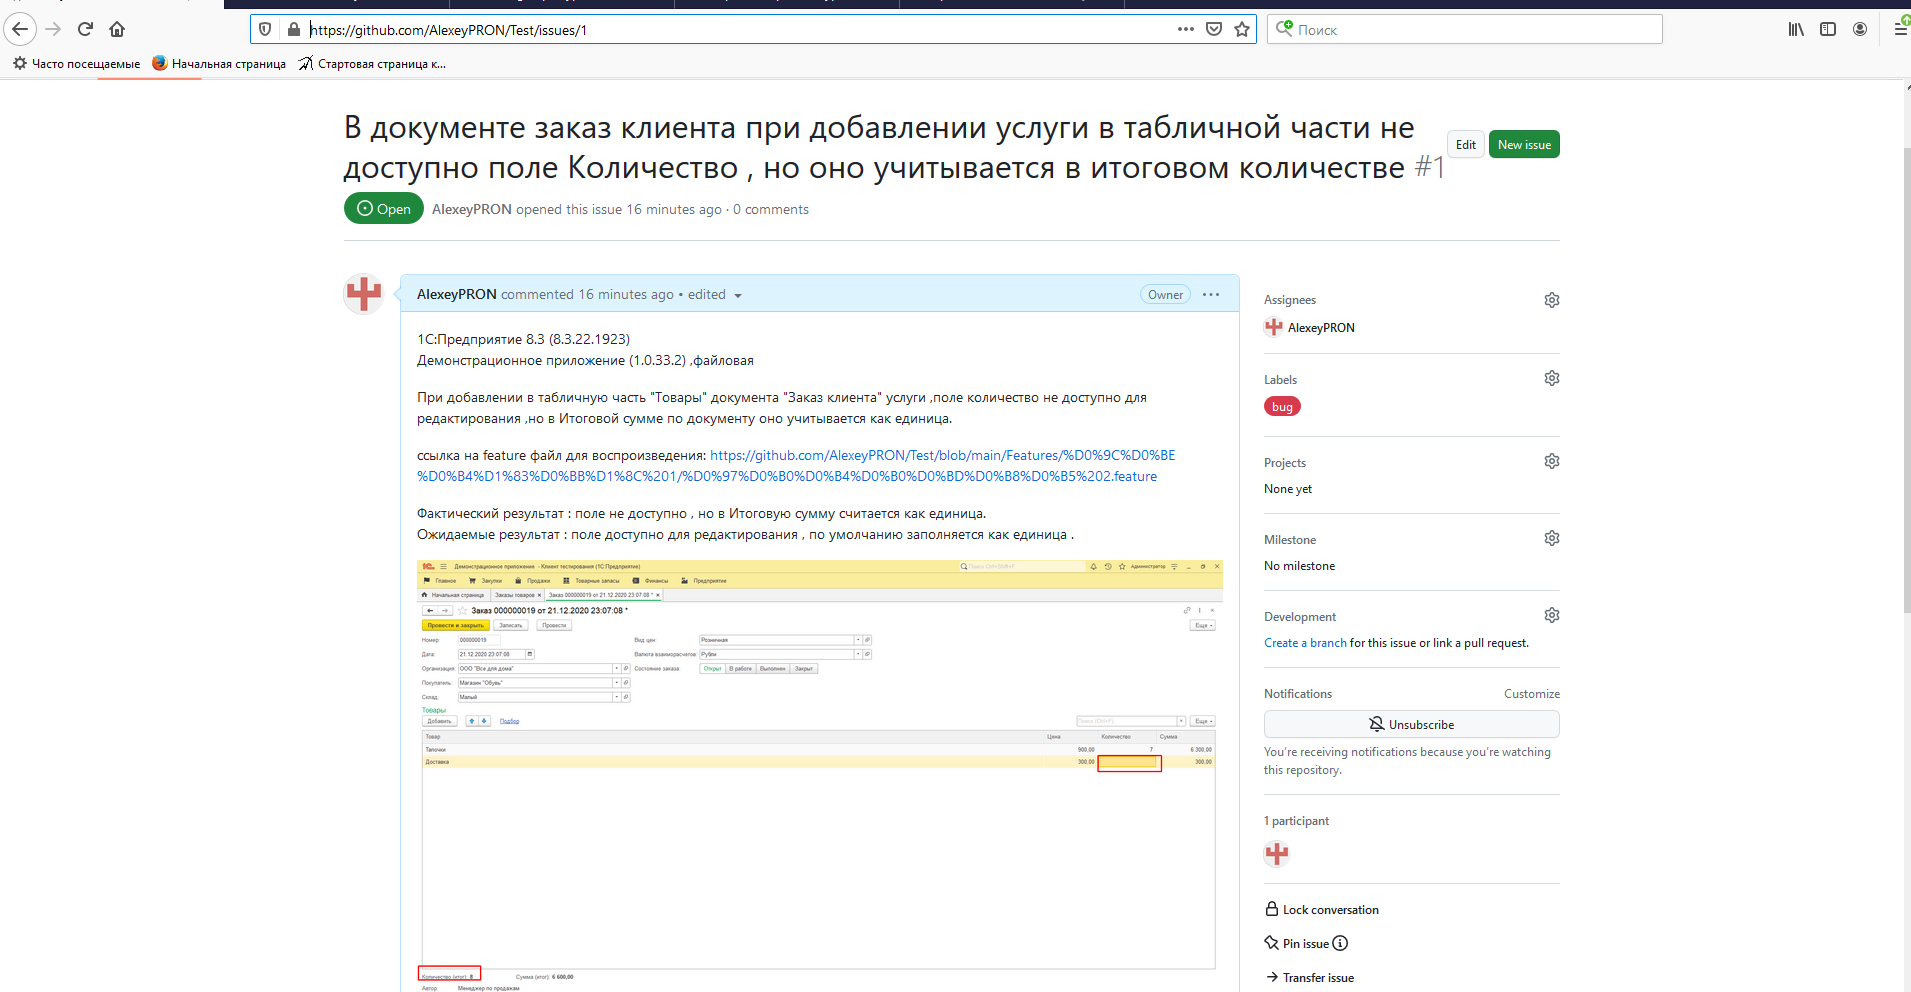 https://github.com/AlexeyPRON/Test/issues/1
Поиск
Часто посещаемые
Начальная страница
Стартовая страница к...
В документе заказ клиента при добавлении услуги в табличной части не
доступно поле Количество , но оно учитывается в итоговом количестве #1
Edit
New issue
Open
AlexeyPRON opened this issue 16 minutes ago · 0 comments
AlexeyPRON commented 16 minutes ago • edited
Owner
1С:Предприятие 8.3 (8.3.22.1923)
Демонстрационное приложение (1.0.33.2) ,файловая
При добавлении в табличную часть "Товары" документа "Заказ клиента" услуги ,поле количество не доступно для
редактирования ,но в Итоговой сумме по документу оно учитывается как единица.
ссылка на feature файл для воспроизведения: https://github.com/AlexeyPRON/Test/blob/main/Features/%D0%9C%D0%BE
%D0%B4%D1%83%D0%BB%D1%8C%201/%D0%97%D0%B0%D0%B4%D0%B0%D0%BD%D0%B8%D0%B5%202.feature
Фактический результат : поле не доступно , но в Итоговую сумму считается как единица.
Ожидаемые результат : поле доступно для редактирования , по умолчанию заполняется как единица .
Демонстрационное приложение - Клиент тестирования (1С:Предприятие)
Поиск Ctrl+Shift+F
Администратор
Главное
Закупки
Продажи
Товарные запасы
Финансы
Предприятие
Начальная страница
Заказы товаров ×
Заказ 000000019 от 21.12.2020 23:07:08 * ×
Заказ 000000019 от 21.12.2020 23:07:08 *
Провести и закрыть
Записать
Провести
Еще
Номер: 000000019
Вид цен: Розничная
Дата: 21.12.2020 23:07:08
Валюта взаиморасчетов: Рубли
Организация: ООО "Все для дома"
Состояние заказа: Открыт В работе Выполнен Закрыт
Покупатель: Магазин "Обувь"
Склад: Малый
Товары
Добавить
Подбор
Поиск (Ctrl+F)
Еще
Товар Цена Количество Сумма
Тапочки 900,00 7 6 300,00
Доставка 300,00 300,00
Количество (итог): 8
Сумма (итог): 6 600,00
Автор: Менеджер по продажам
Assignees
AlexeyPRON
Labels
bug
Projects
None yet
Milestone
No milestone
Development
Create a branch for this issue or link a pull request.
Notifications
Customize
Unsubscribe
You're receiving notifications because you're watching
this repository.
1 participant
Lock conversation
Pin issue
Transfer issue